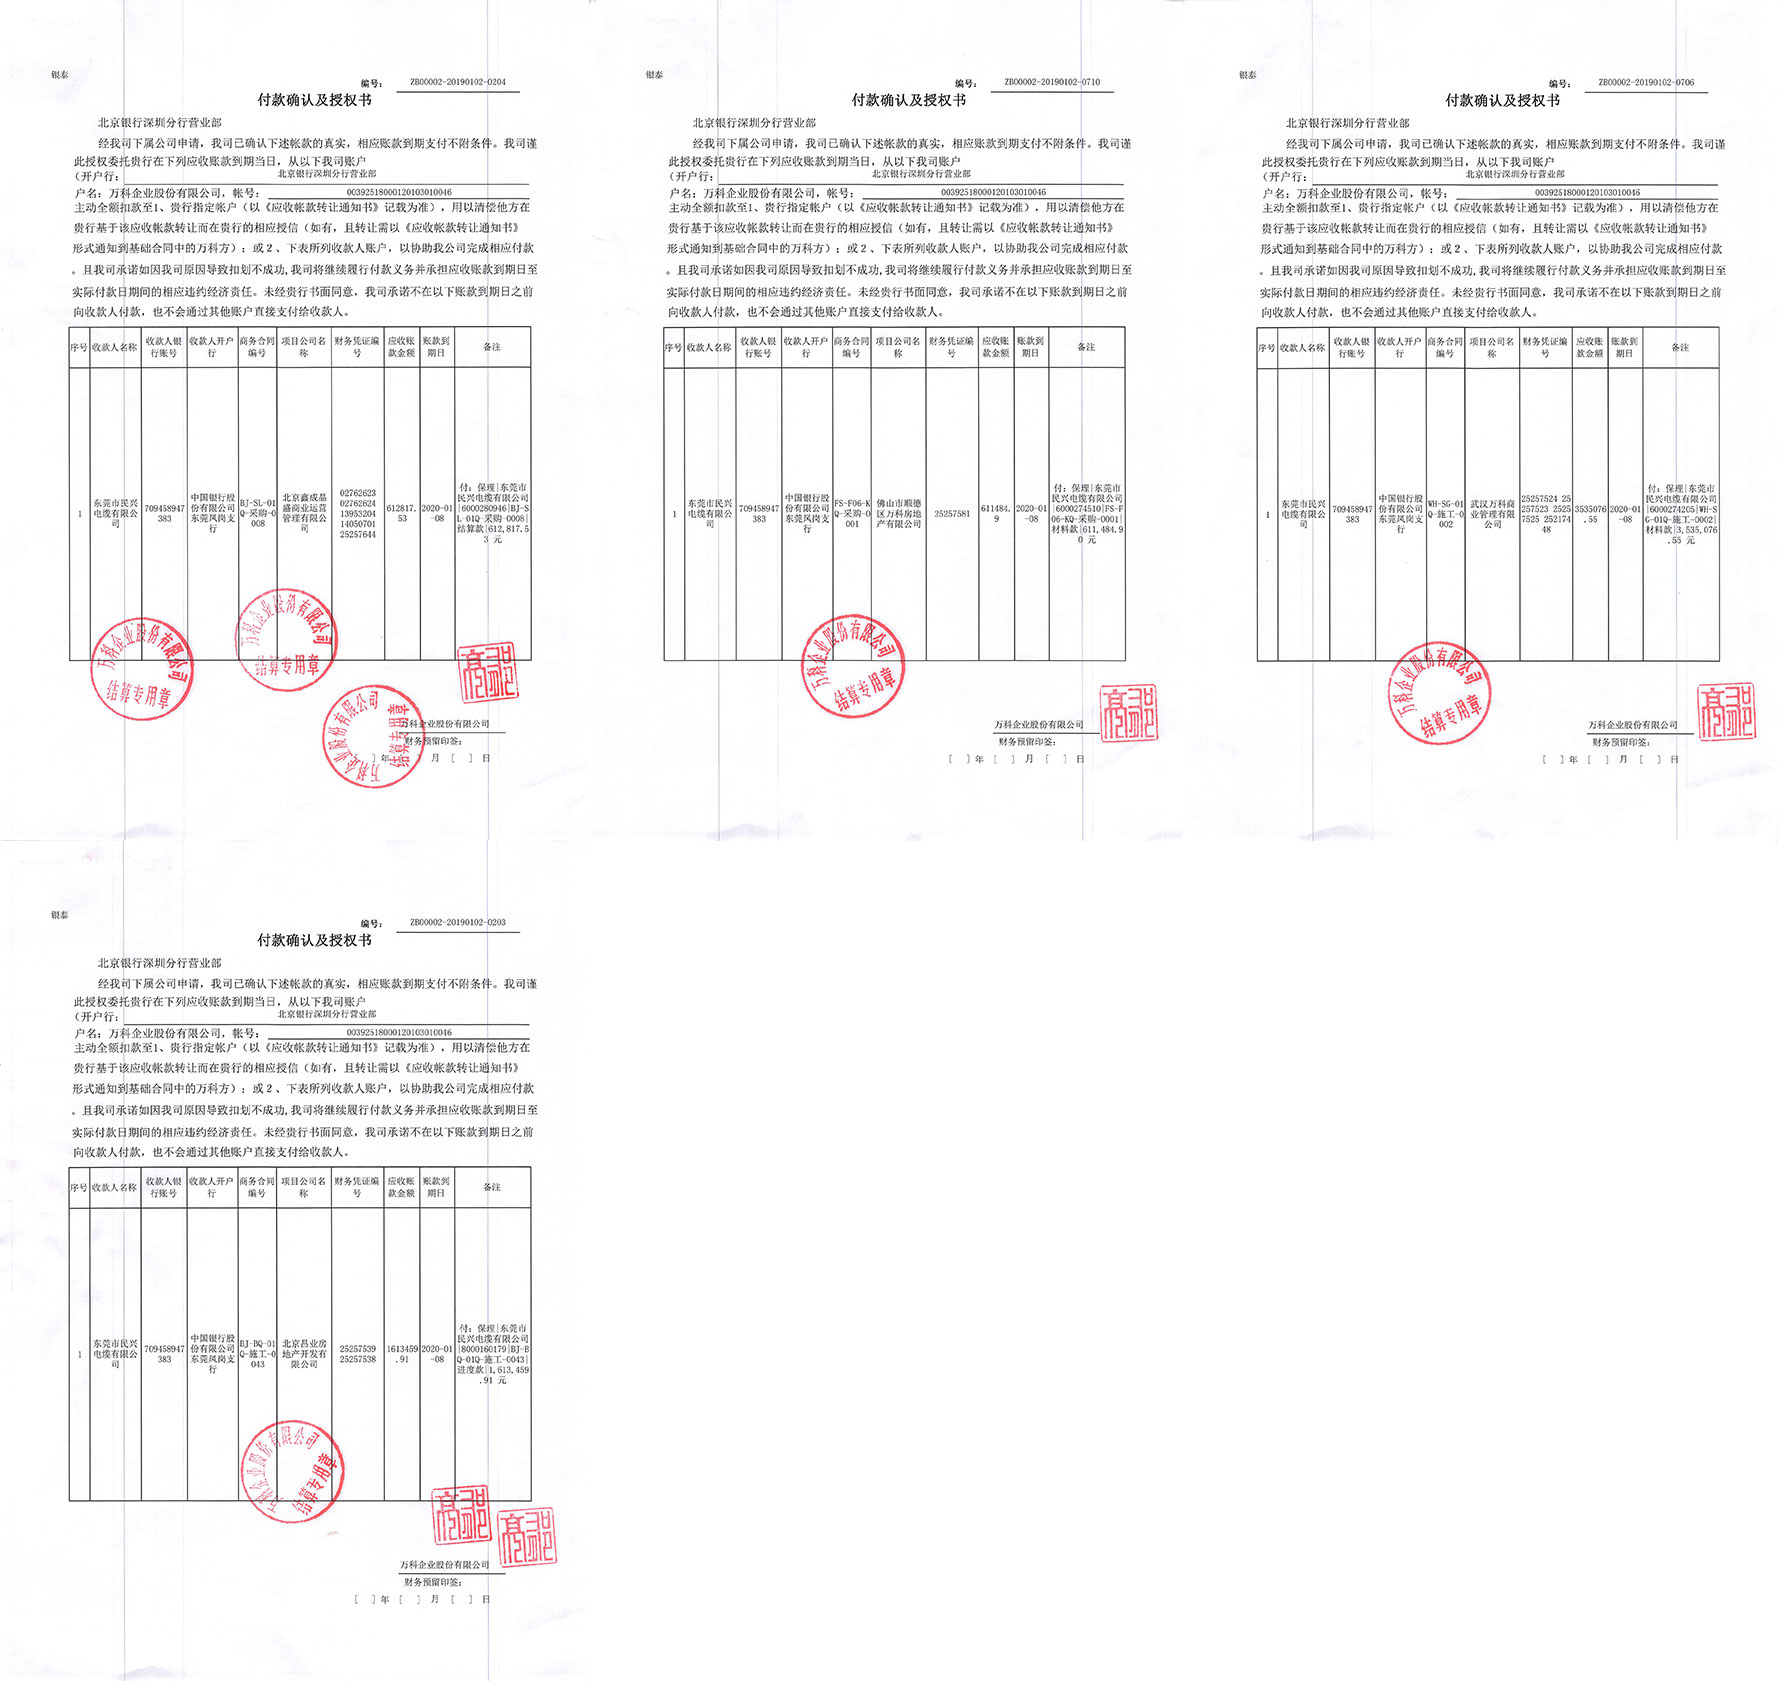 银泰
编号： ZB00002-20190102-0204
付款确认及授权书
北京银行深圳分行营业部
经我司下属公司申请，我司已确认下述帐款的真实，相应账款到期支付不附条件。我司谨
此授权委托贵行在下列应收账款到期当日，从以下我司账户
（开户行： 北京银行深圳分行营业部
户名：万科企业股份有限公司，帐号： 00392518000120103010046
主动全额扣款至1、贵行指定帐户（以《应收帐款转让通知书》记载为准），用以清偿他方在
贵行基于该应收帐款转让而在贵行的相应授信（如有，且转让需以《应收帐款转让通知书》
形式通知到基础合同中的万科方）；或2、下表所列收款人账户，以协助我公司完成相应付款
。且我司承诺如因我司原因导致扣划不成功,我司将继续履行付款义务并承担应收账款到期日至
实际付款日期间的相应违约经济责任。未经贵行书面同意，我司承诺不在以下账款到期日之前
向收款人付款，也不会通过其他账户直接支付给收款人。
序号 收款人名称 收款人银行账号 收款人开户行 商务合同编号 项目公司名称 财务凭证编号 应收账款金额 账款到期日 备注
1 东莞市民兴电缆有限公司 709458947383 中国银行股份有限公司东莞凤岗支行 BJ-SL-01Q-采购-0008 北京鑫成晶盛商业运营管理有限公司 02762623 02762624 13953204 14050701 25257644 612817.53 2020-01-08 付：保理|东莞市民兴电缆有限公司|6000280946|BJ-SL-01Q-采购-0008|结算款|612,817.53 元
万科企业股份有限公司
结算专用章
万科企业股份有限公司
结算专用章
万科企业股份有限公司
结算专用章
万科企业股份有限公司
财务预留印签：
］年［ ］月［ ］日
银泰
编号： ZB00002-20190102-0710
付款确认及授权书
北京银行深圳分行营业部
经我司下属公司申请，我司已确认下述帐款的真实，相应账款到期支付不附条件。我司谨
此授权委托贵行在下列应收账款到期当日，从以下我司账户
（开户行： 北京银行深圳分行营业部
户名：万科企业股份有限公司，帐号： 00392518000120103010046
主动全额扣款至1、贵行指定帐户（以《应收帐款转让通知书》记载为准），用以清偿他方在
贵行基于该应收帐款转让而在贵行的相应授信（如有，且转让需以《应收帐款转让通知书》
形式通知到基础合同中的万科方）；或2、下表所列收款人账户，以协助我公司完成相应付款
。且我司承诺如因我司原因导致扣划不成功,我司将继续履行付款义务并承担应收账款到期日至
实际付款日期间的相应违约经济责任。未经贵行书面同意，我司承诺不在以下账款到期日之前
向收款人付款，也不会通过其他账户直接支付给收款人。
序号 收款人名称 收款人银行账号 收款人开户行 商务合同编号 项目公司名称 财务凭证编号 应收账款金额 账款到期日 备注
1 东莞市民兴电缆有限公司 709458947383 中国银行股份有限公司东莞凤岗支行 FS-F06-KQ-采购-0001 佛山市顺德区万科房地产有限公司 25257581 611484.9 2020-01-08 付：保理|东莞市民兴电缆有限公司|6000274510|FS-F06-KQ-采购-0001|材料款|611,484.90 元
万科企业股份有限公司
结算专用章
万科企业股份有限公司
财务预留印签：
［ ］年［ ］月［ ］日
银泰
编号： ZB00002-20190102-0706
付款确认及授权书
北京银行深圳分行营业部
经我司下属公司申请，我司已确认下述帐款的真实，相应账款到期支付不附条件。我司谨
此授权委托贵行在下列应收账款到期当日，从以下我司账户
（开户行： 北京银行深圳分行营业部
户名：万科企业股份有限公司，帐号： 00392518000120103010046
主动全额扣款至1、贵行指定帐户（以《应收帐款转让通知书》记载为准），用以清偿他方在
贵行基于该应收帐款转让而在贵行的相应授信（如有，且转让需以《应收帐款转让通知书》
形式通知到基础合同中的万科方）；或2、下表所列收款人账户，以协助我公司完成相应付款
。且我司承诺如因我司原因导致扣划不成功,我司将继续履行付款义务并承担应收账款到期日至
实际付款日期间的相应违约经济责任。未经贵行书面同意，我司承诺不在以下账款到期日之前
向收款人付款，也不会通过其他账户直接支付给收款人。
序号 收款人名称 收款人银行账号 收款人开户行 商务合同编号 项目公司名称 财务凭证编号 应收账款金额 账款到期日 备注
1 东莞市民兴电缆有限公司 709458947383 中国银行股份有限公司东莞凤岗支行 WH-SG-01Q-施工-0002 武汉万科商业管理有限公司 25257524 25257523 25257525 25217448 3535076.55 2020-01-08 付：保理|东莞市民兴电缆有限公司|6000274205|WH-SG-01Q-施工-0002|材料款|3,535,076.55 元
万科企业股份有限公司
结算专用章
万科企业股份有限公司
财务预留印签：
［ ］年［ ］月［ ］日
银泰
编号： ZB00002-20190102-0203
付款确认及授权书
北京银行深圳分行营业部
经我司下属公司申请，我司已确认下述帐款的真实，相应账款到期支付不附条件。我司谨
此授权委托贵行在下列应收账款到期当日，从以下我司账户
（开户行： 北京银行深圳分行营业部
户名：万科企业股份有限公司，帐号： 00392518000120103010046
主动全额扣款至1、贵行指定帐户（以《应收帐款转让通知书》记载为准），用以清偿他方在
贵行基于该应收帐款转让而在贵行的相应授信（如有，且转让需以《应收帐款转让通知书》
形式通知到基础合同中的万科方）；或2、下表所列收款人账户，以协助我公司完成相应付款
。且我司承诺如因我司原因导致扣划不成功,我司将继续履行付款义务并承担应收账款到期日至
实际付款日期间的相应违约经济责任。未经贵行书面同意，我司承诺不在以下账款到期日之前
向收款人付款，也不会通过其他账户直接支付给收款人。
序号 收款人名称 收款人银行账号 收款人开户行 商务合同编号 项目公司名称 财务凭证编号 应收账款金额 账款到期日 备注
1 东莞市民兴电缆有限公司 709458947383 中国银行股份有限公司东莞凤岗支行 BJ-BQ-01Q-施工-0043 北京昌业房地产开发有限公司 25257539 25257538 1613459.91 2020-01-08 付：保理|东莞市民兴电缆有限公司|8000160179|BJ-BQ-01Q-施工-0043|进度款|1,613,459.91 元
万科企业股份有限公司
结算专用章
万科企业股份有限公司
财务预留印签：
［ ］年［ ］月［ ］日